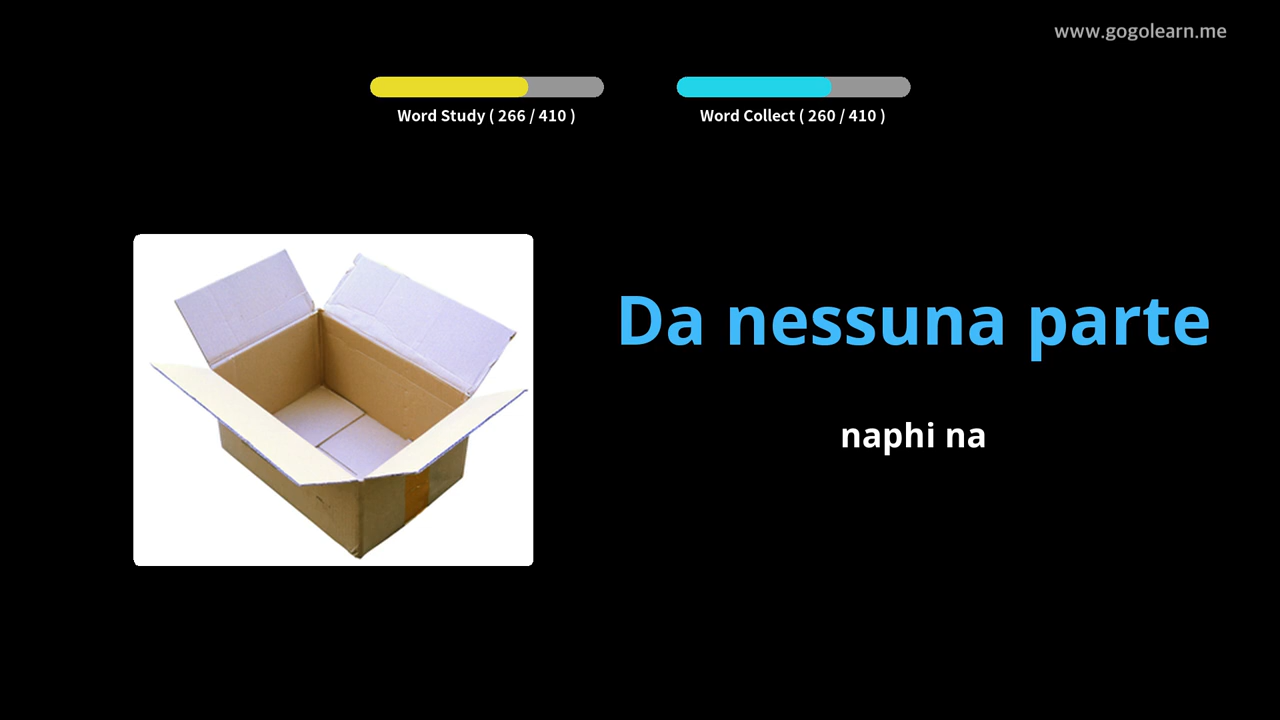 www.gogolearn.me
Word Study ( 266 / 410 )
Word Collect ( 260 / 410 )
Da nessuna parte
naphi na